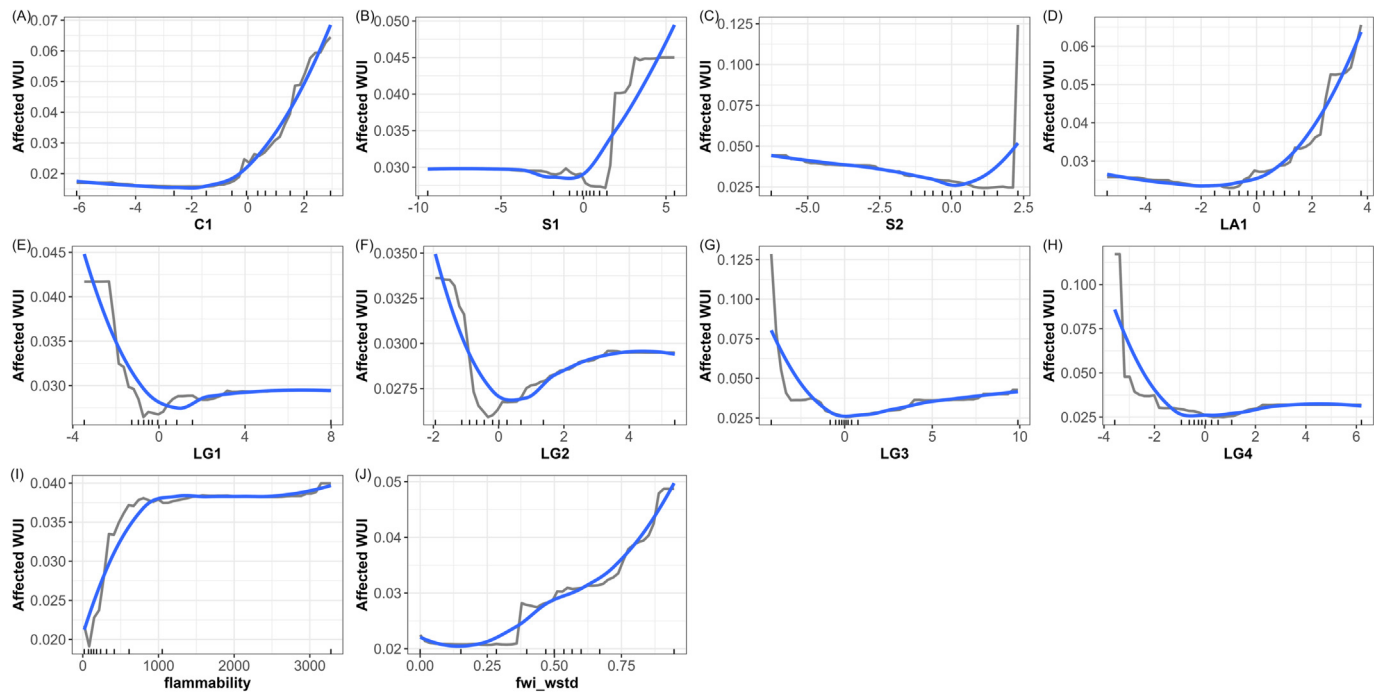 (A)
Affected WUI
0.07
0.06
0.05
0.04
0.03
0.02
-6 -4 -2 0 2
C1
(B)
Affected WUI
0.050
0.045
0.040
0.035
0.030
-10 -5 0 5
S1
(C)
Affected WUI
0.125
0.100
0.075
0.050
0.025
-5.0 -2.5 0.0 2.5
S2
(D)
Affected WUI
0.06
0.05
0.04
0.03
-4 -2 0 2 4
LA1
(E)
Affected WUI
0.045
0.040
0.035
0.030
-4 0 4 8
LG1
(F)
Affected WUI
0.0350
0.0325
0.0300
0.0275
-2 0 2 4
LG2
(G)
Affected WUI
0.125
0.100
0.075
0.050
0.025
0 5 10
LG3
(H)
Affected WUI
0.100
0.075
0.050
0.025
-4 -2 0 2 4 6
LG4
(I)
Affected WUI
0.040
0.035
0.030
0.025
0.020
0 1000 2000 3000
flammability
(J)
Affected WUI
0.05
0.04
0.03
0.02
0.00 0.25 0.50 0.75
fwi_wstd